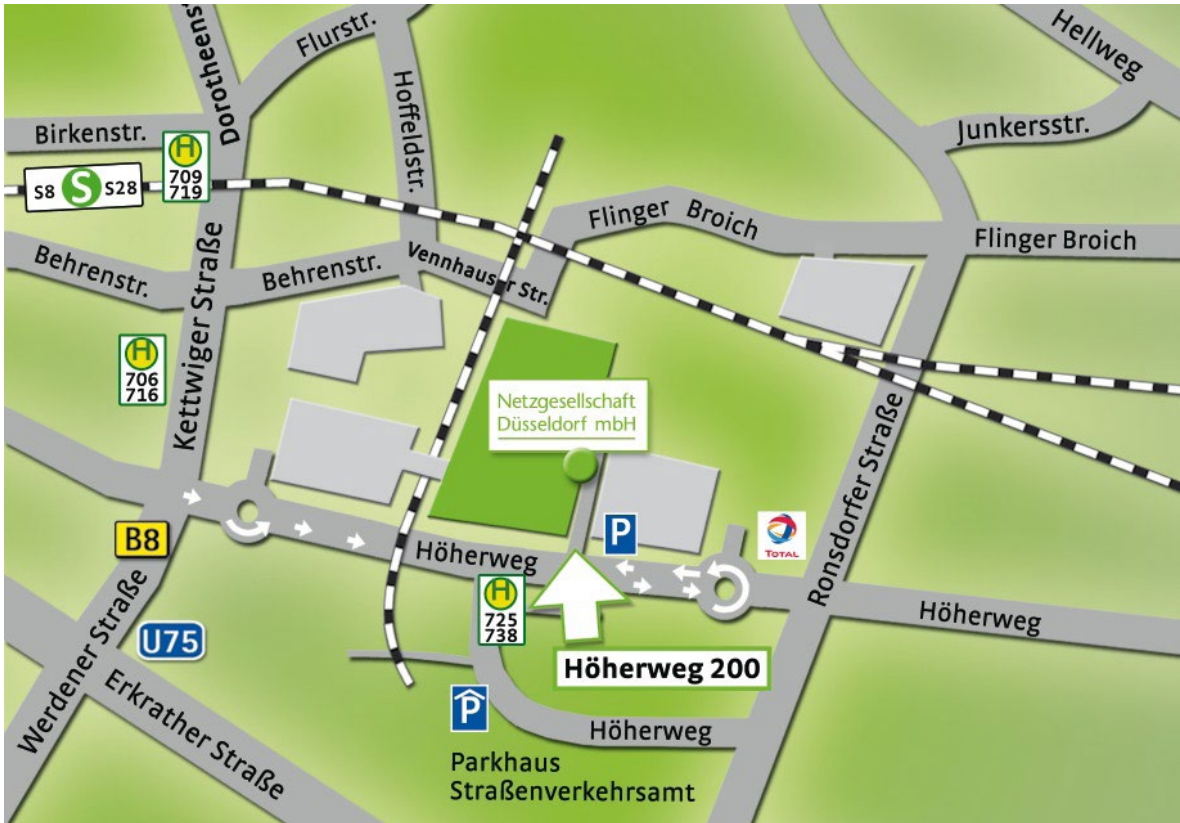 Dorotheens
Flurstr.
Hellweg
Birkenstr.
Hoffeldstr.
Junkersstr.
H
709
719
S8 S S28
Flinger Broich
Flinger Broich
Behrenstr.
Behrenstr.
Vennhauser Str.
Kettwiger Straße
H
706
716
Netzgesellschaft
Düsseldorf mbH
Ronsdorfer Straße
B8
P
TOTAL
Höherweg
H
725
738
Höherweg
U75
Werdener Straße
Höherweg 200
Erkrather Straße
P
Höherweg
Parkhaus
Straßenverkehrsamt